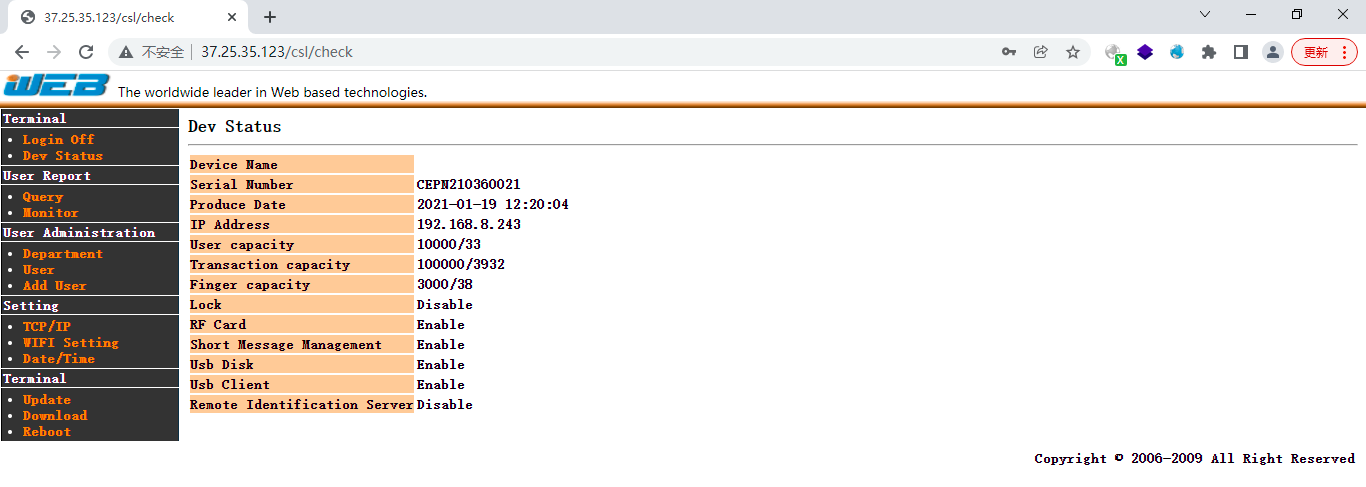 37.25.35.123/csl/check
不安全 37.25.35.123/csl/check
更新
iWEB The worldwide leader in Web based technologies.
Terminal
Login Off
Dev Status
User Report
Query
Monitor
User Administration
Department
User
Add User
Setting
TCP/IP
WIFI Setting
Date/Time
Terminal
Update
Download
Reboot
Dev Status
Device Name
Serial Number CEPN210360021
Produce Date 2021-01-19 12:20:04
IP Address 192.168.8.243
User capacity 10000/33
Transaction capacity 100000/3932
Finger capacity 3000/38
Lock Disable
RF Card Enable
Short Message Management Enable
Usb Disk Enable
Usb Client Enable
Remote Identification Server Disable
Copyright © 2006-2009 All Right Reserved